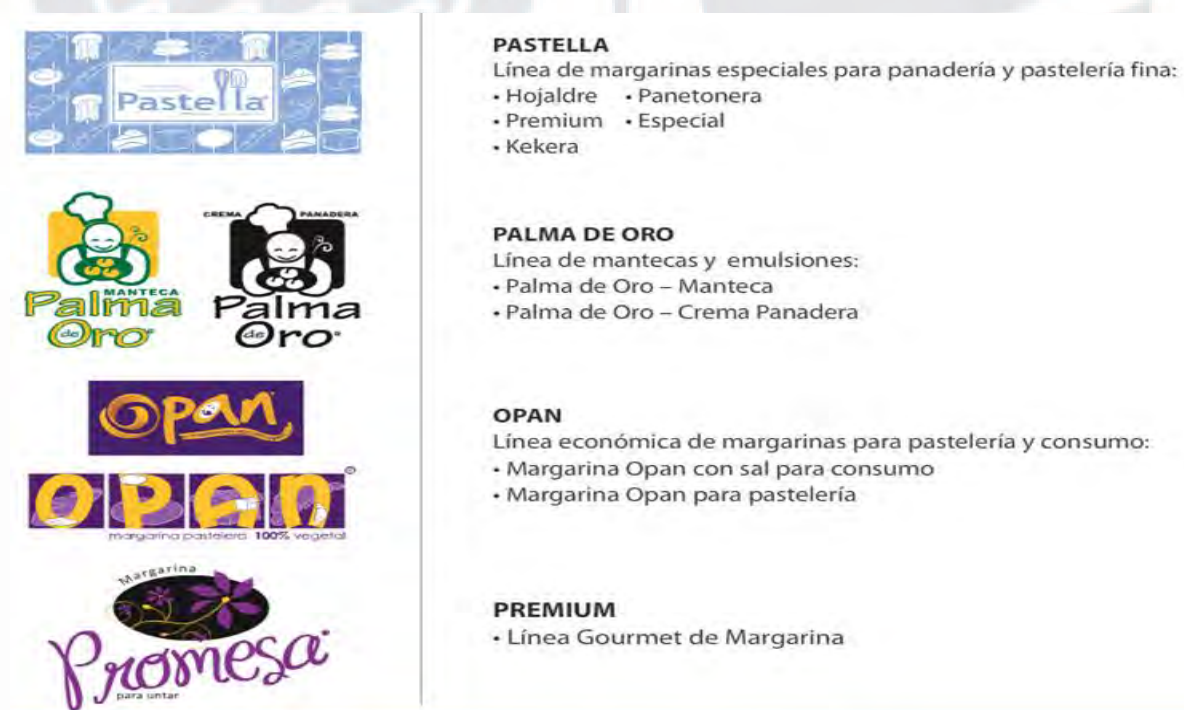 Pastella
PASTELLA
Línea de margarinas especiales para panadería y pastelería fina:
• Hojaldre • Panetonera
• Premium • Especial
• Kekera
MANTECA
Palma
de Oro
CREMA PANADERA
Palma
de Oro
PALMA DE ORO
Línea de mantecas y emulsiones:
• Palma de Oro – Manteca
• Palma de Oro – Crema Panadera
opan
OPAN
margarina pastelera 100% vegetal
OPAN
Línea económica de margarinas para pastelería y consumo:
• Margarina Opan con sal para consumo
• Margarina Opan para pastelería
Margarina
Promesa
para untar
PREMIUM
• Línea Gourmet de Margarina